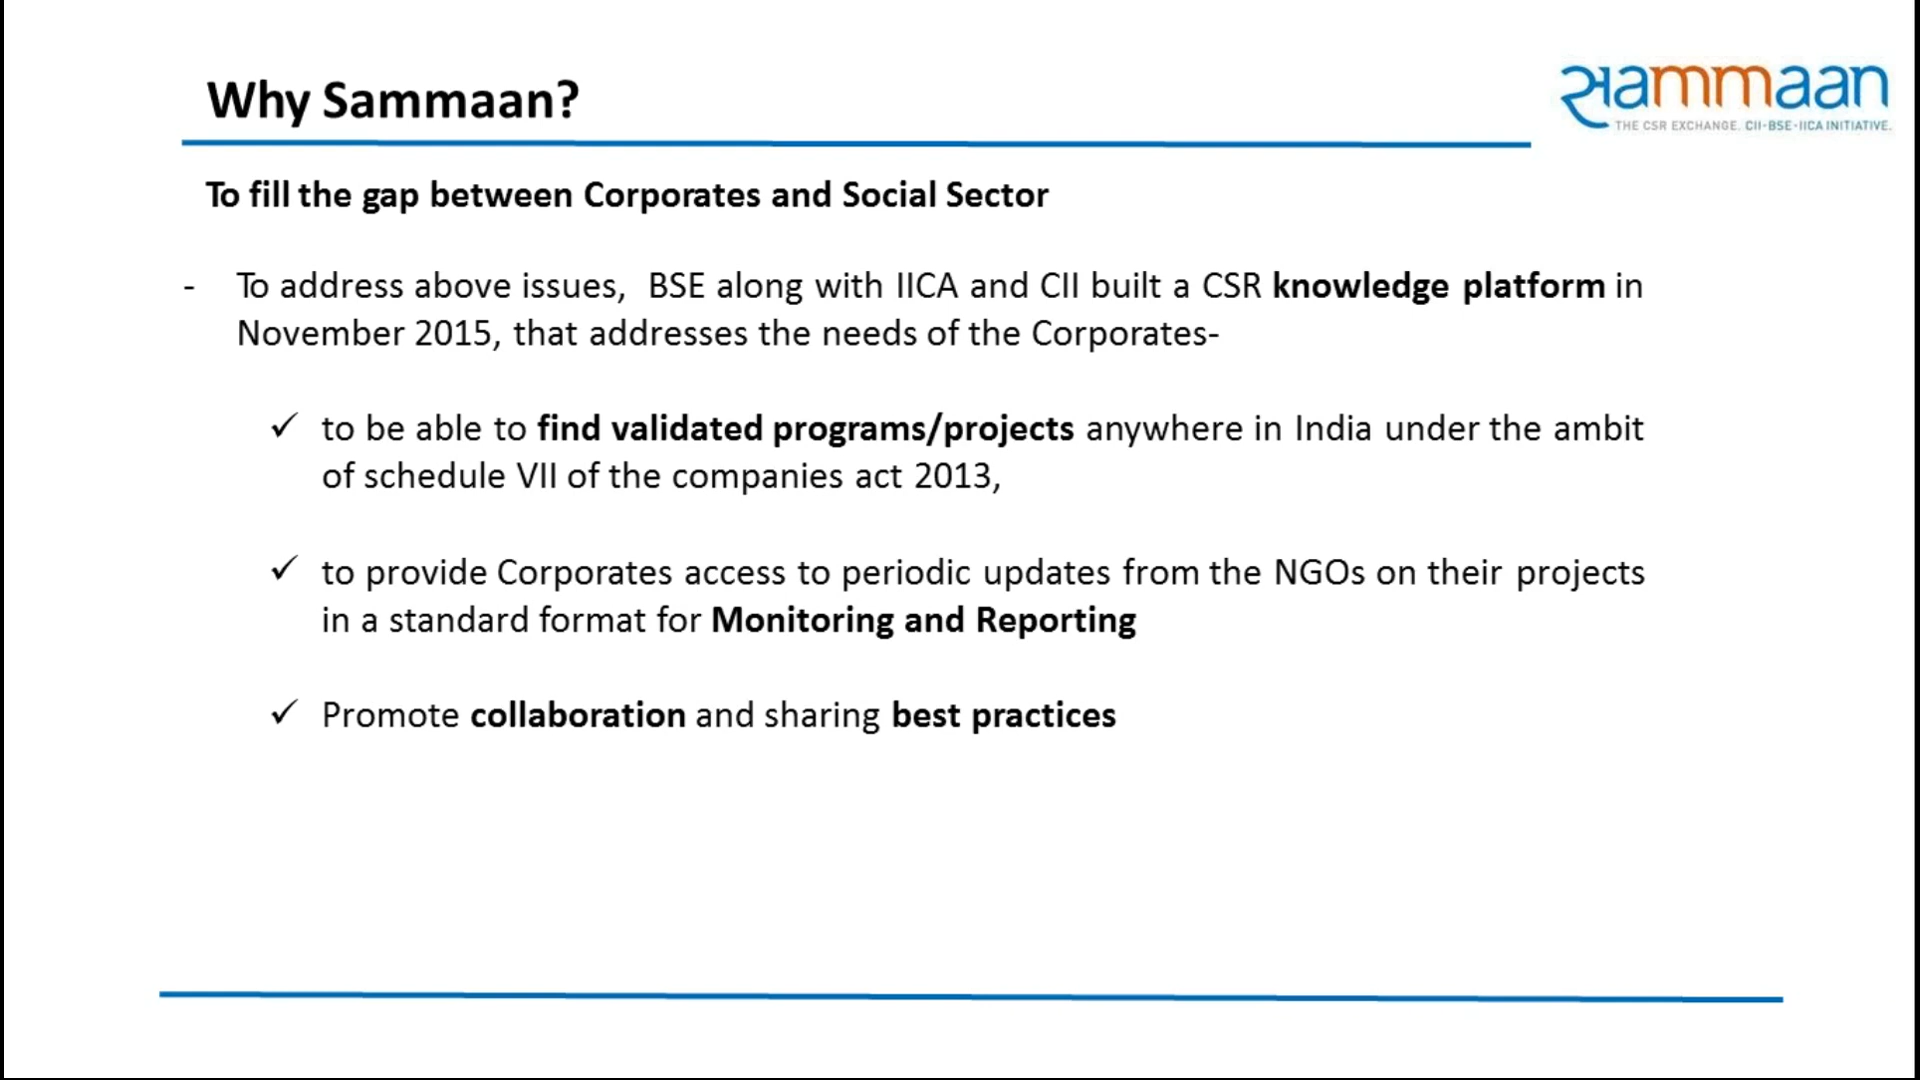 Why Sammaan?
सammaan
THE CSR EXCHANGE. CII-BSE-IICA INITIATIVE.
To fill the gap between Corporates and Social Sector
- To address above issues, BSE along with IICA and CII built a CSR knowledge platform in
November 2015, that addresses the needs of the Corporates-
✓ to be able to find validated programs/projects anywhere in India under the ambit
of schedule VII of the companies act 2013,
✓ to provide Corporates access to periodic updates from the NGOs on their projects
in a standard format for Monitoring and Reporting
✓ Promote collaboration and sharing best practices